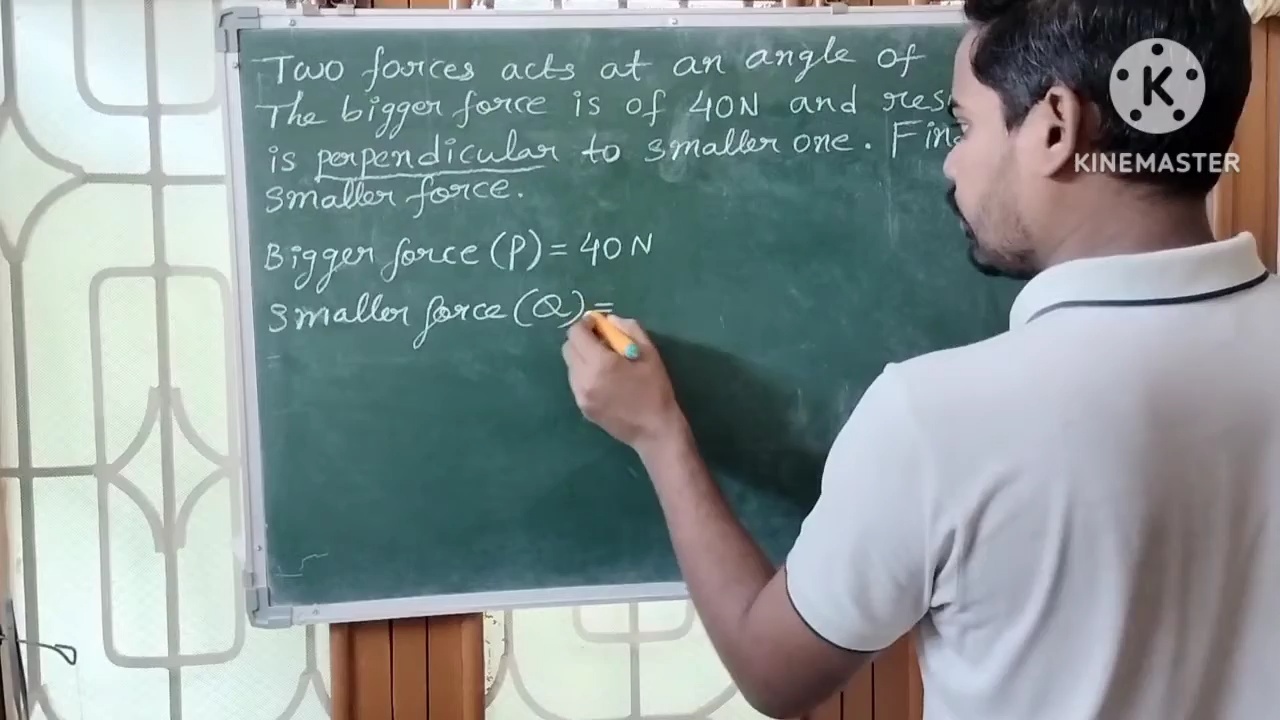 Two forces acts at an angle of
The bigger force is of 40N and res
is perpendicular to smaller one. Fin
smaller force.
Bigger force (P) = 40 N
Smaller force (Q) =
K
KINEMASTER